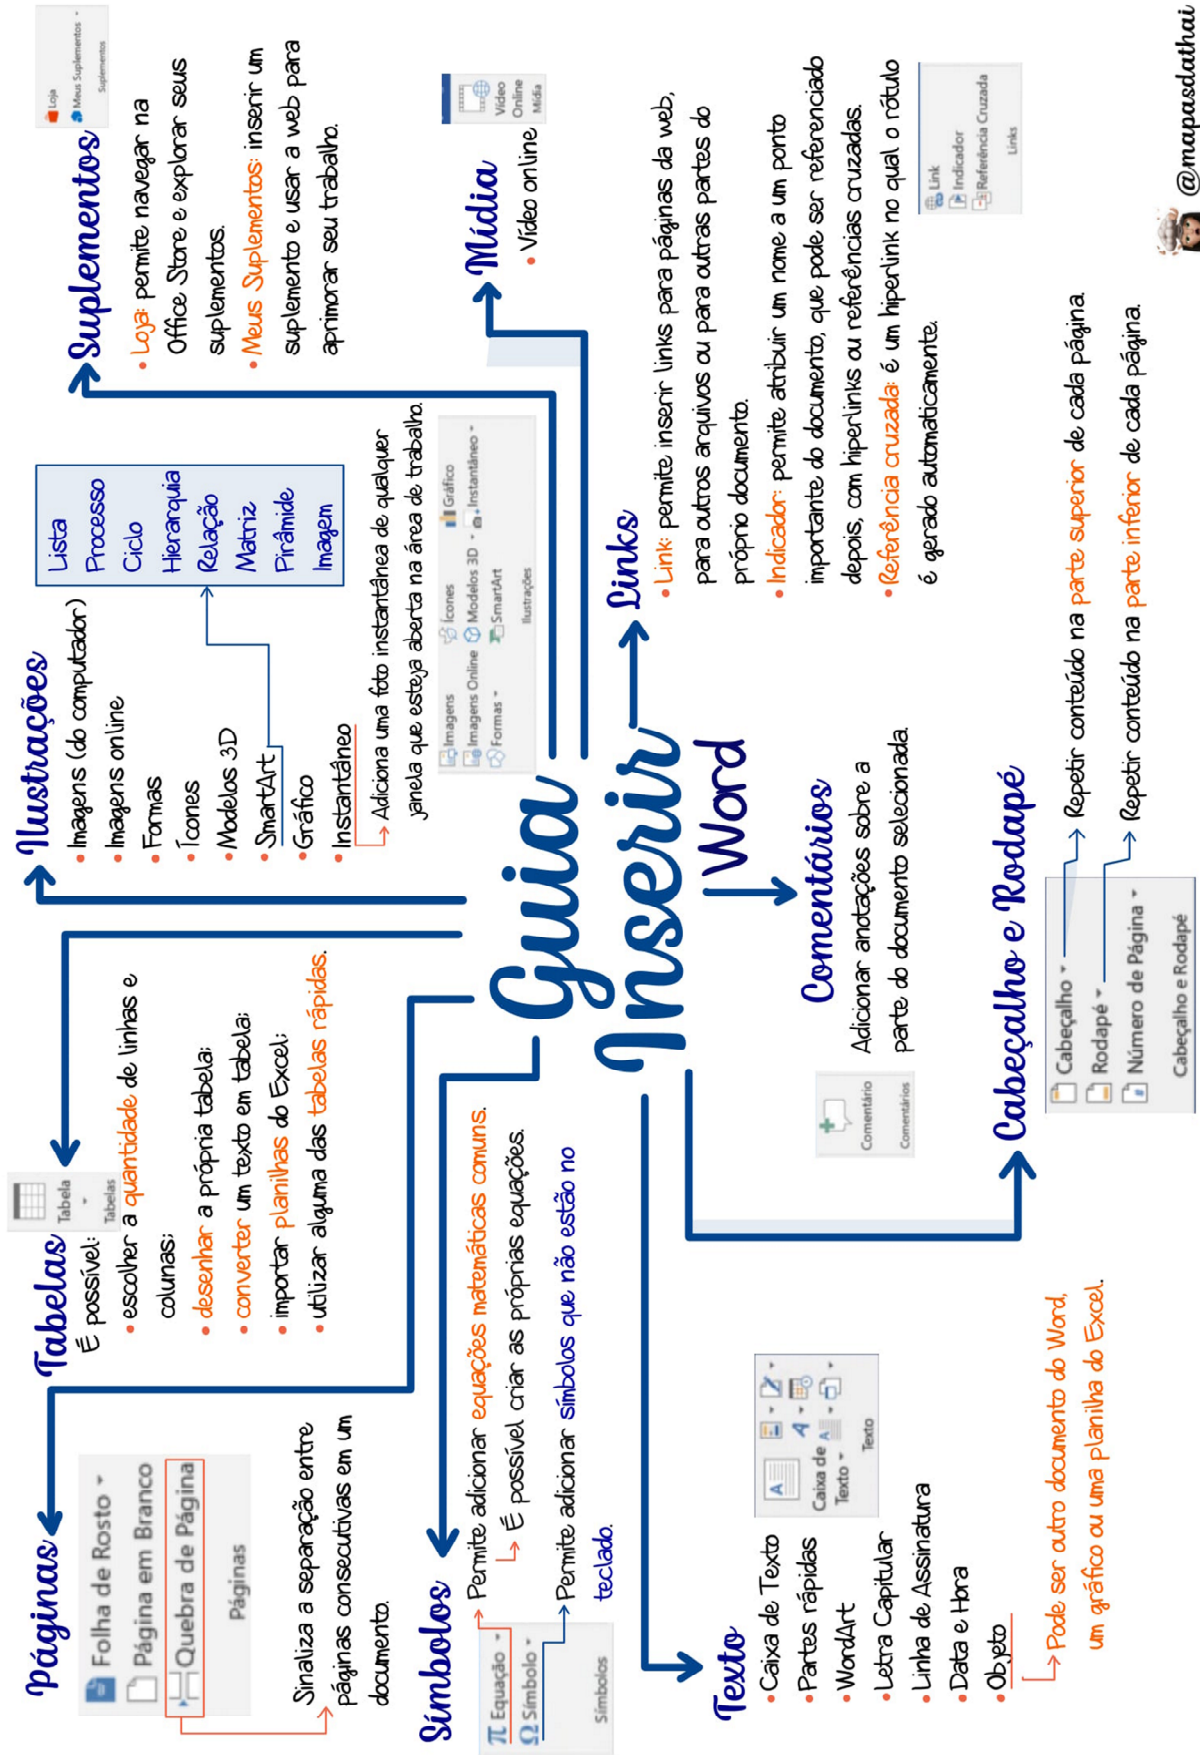 Guia
Inserir
Word
Páginas
Folha de Rosto
Página em Branco
Quebra de Página
Páginas
Sinaliza a separação entre
páginas consecutivas em um
documento.
Tabelas
Tabela
Tabelas
É possível:
• escolher a quantidade de linhas e
colunas;
• desenhar a própria tabela;
• converter um texto em tabela;
• importar planilhas do Excel;
• utilizar alguma das tabelas rápidas.
Ilustrações
• Imagens (do computador)
• Imagens online
• Formas
• Ícones
• Modelos 3D
• SmartArt
• Gráfico
• Instantâneo
Adiciona uma foto instantânea de qualquer
janela que esteja aberta na área de trabalho.
Lista
Processo
Ciclo
Hierarquia
Relação
Matriz
Pirâmide
Imagem
Imagens
Ícones
Gráfico
Imagens Online
Modelos 3D
Instantâneo
Formas
SmartArt
Ilustrações
Suplementos
Loja
Meus Suplementos
Suplementos
• Loja: permite navegar na
Office Store e explorar seus
suplementos.
• Meus Suplementos: inserir um
suplemento e usar a web para
aprimorar seu trabalho.
Mídia
Vídeo
Online
Mídia
• Vídeo online
Links
• Link: permite inserir links para páginas da web,
para outros arquivos ou para outras partes do
próprio documento.
• Indicador: permite atribuir um nome a um ponto
importante do documento, que pode ser referenciado
depois, com hiperlinks ou referências cruzadas.
• Referência cruzada: é um hiperlink no qual o rótulo
é gerado automaticamente.
Link
Indicador
Referência Cruzada
Links
Comentários
Adicionar anotações sobre a
parte do documento selecionada.
Comentário
Comentários
Cabeçalho e Rodapé
Cabeçalho
Rodapé
Número de Página
Cabeçalho e Rodapé
Repetir conteúdo na parte superior de cada página.
Repetir conteúdo na parte inferior de cada página.
Símbolos
π Equação
Ω Símbolo
Símbolos
Permite adicionar equações matemáticas comuns.
É possível criar as próprias equações.
Permite adicionar símbolos que não estão no
teclado.
Texto
• Caixa de Texto
• Partes rápidas
• WordArt
• Letra Capitular
• Linha de Assinatura
• Data e Hora
• Objeto
Pode ser outro documento do Word,
um gráfico ou uma planilha do Excel.
Caixa de
Texto
Texto
@mapasdathai